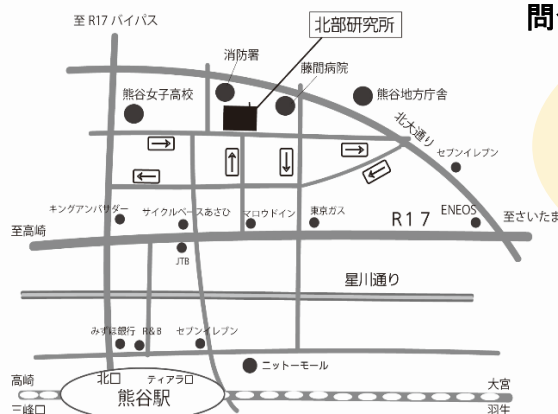 至 R17 バイパス
北部研究所
問
消防署
藤間病院
熊谷女子高校
熊谷地方庁舎
北大通り
セブンイレブン
キングアンバサダー
サイクルベースあさひ
マロウドイン
東京ガス
R17
ENEOS
至さいたま
至高崎
JTB
星川通り
みずほ銀行
R&B
セブンイレブン
ニットーモール
高崎
北口
ティアラ口
大宮
熊谷駅
三峰口
羽生